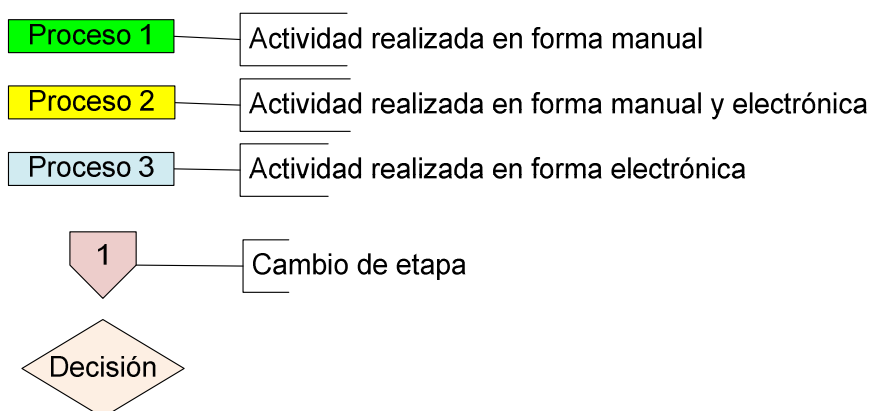 Proceso 1 Actividad realizada en forma manual
Proceso 2 Actividad realizada en forma manual y electrónica
Proceso 3 Actividad realizada en forma electrónica
1 Cambio de etapa
Decisión